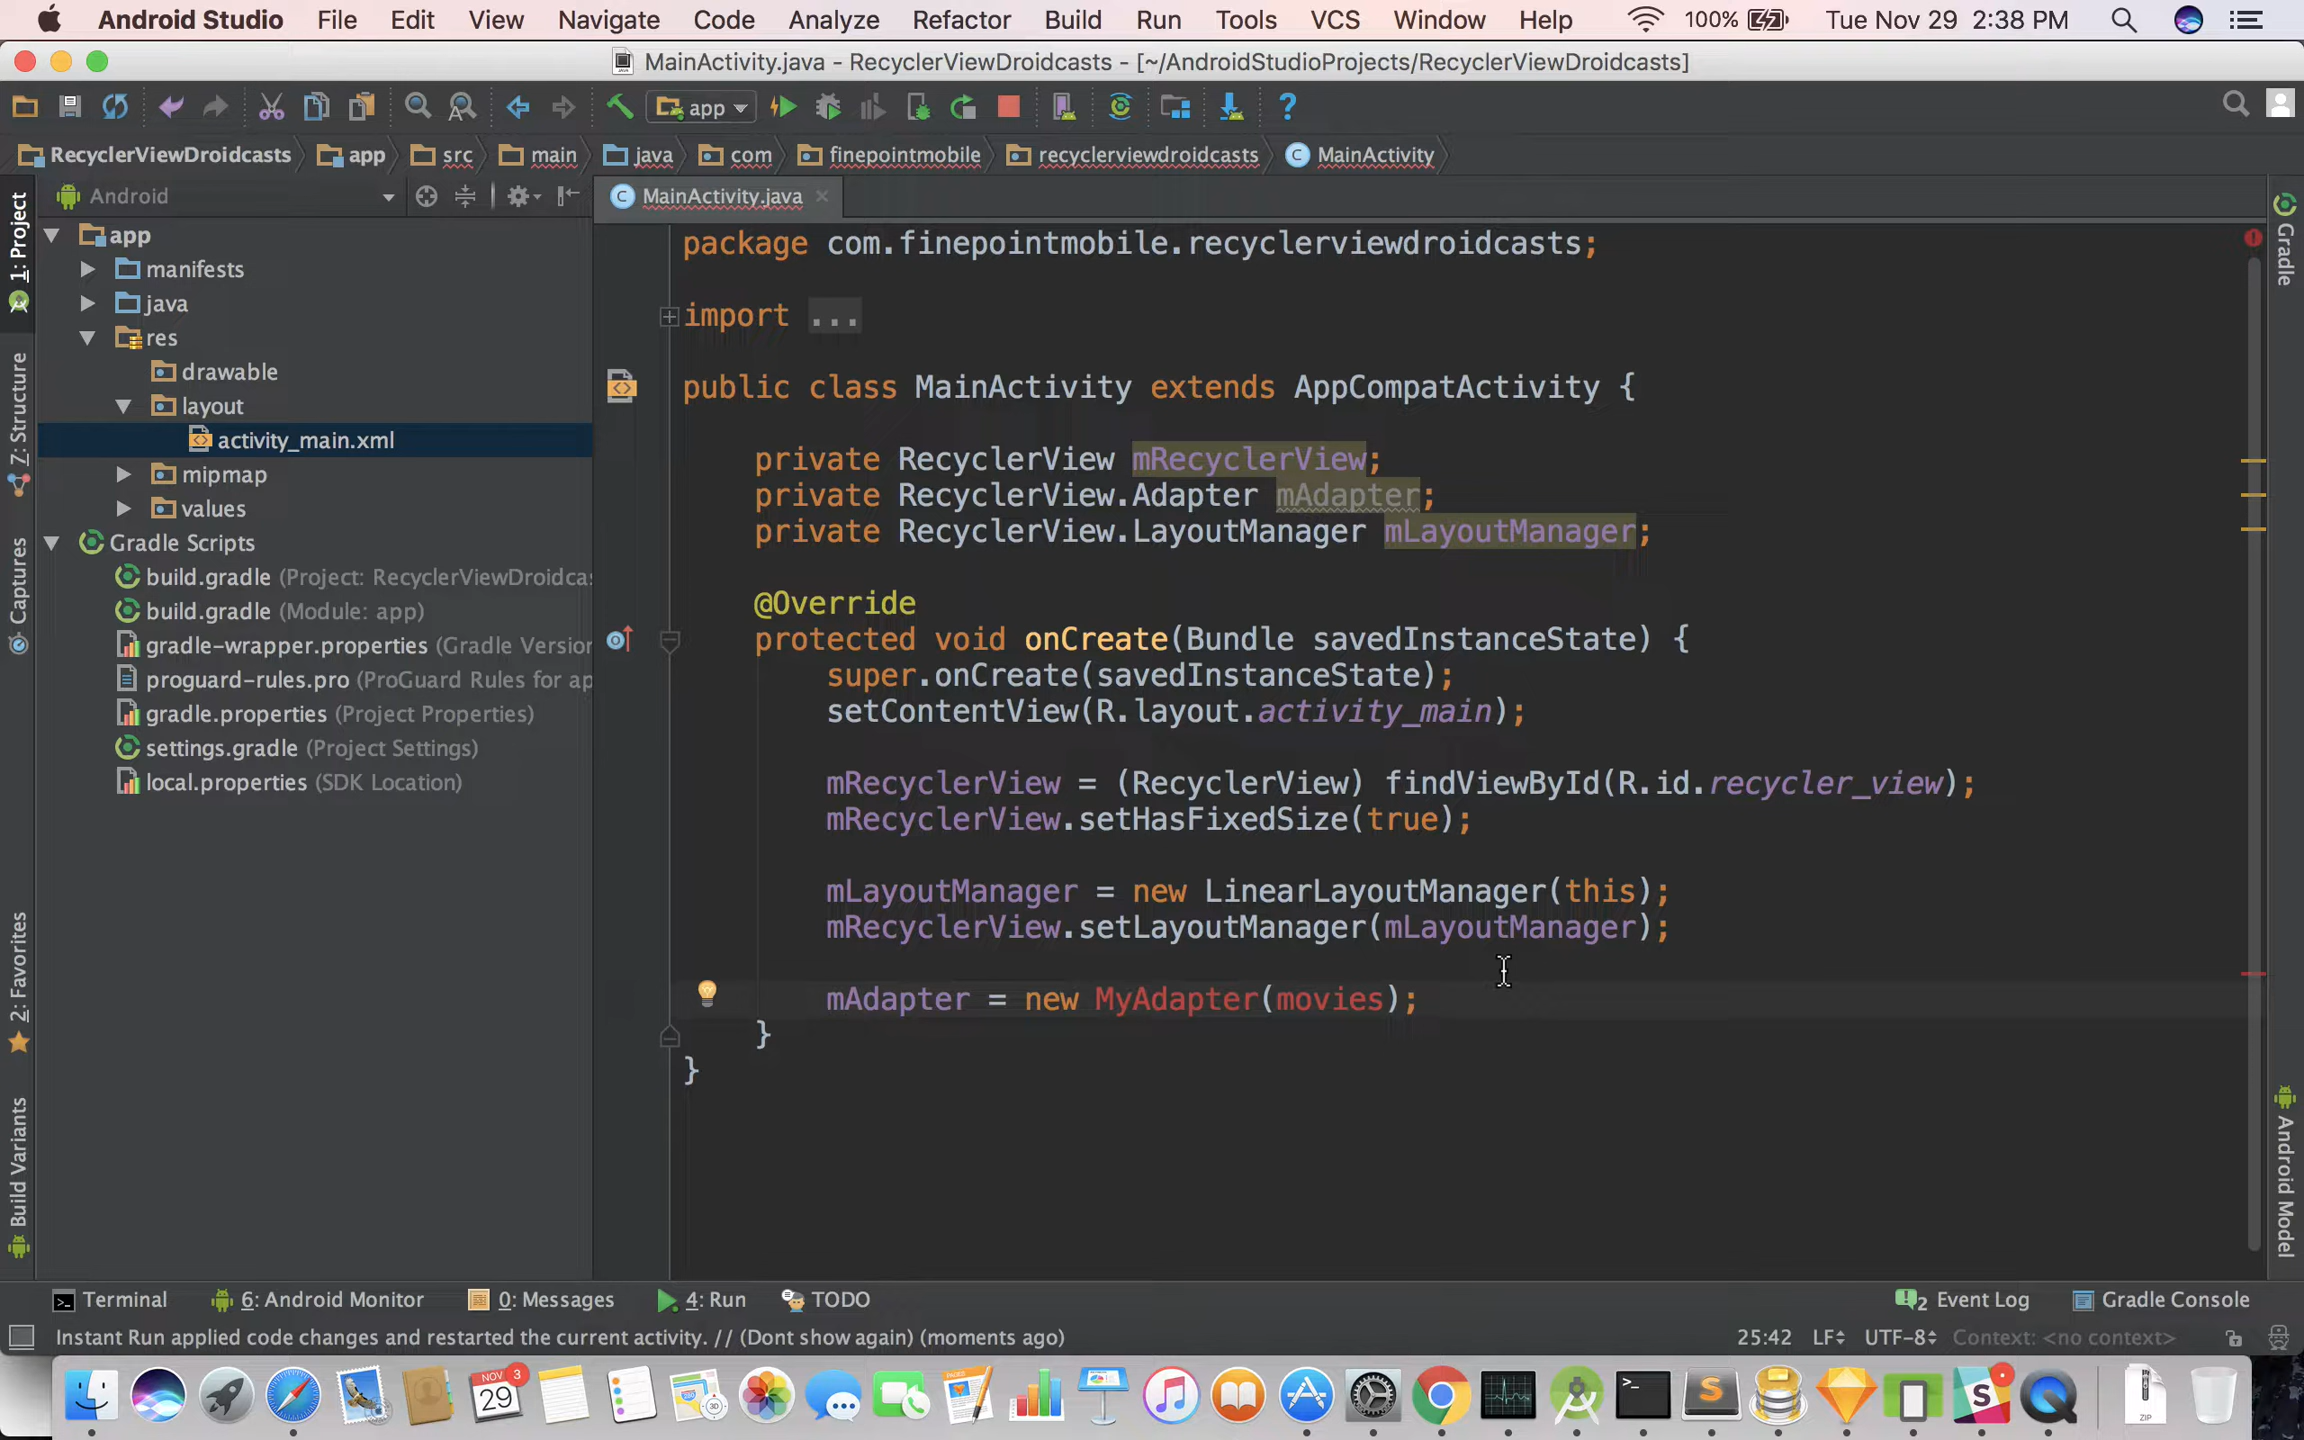 Android Studio File Edit View Navigate Code Analyze Refactor Build Run Tools VCS Window Help 100% Tue Nov 29 2:38 PM
MainActivity.java - RecyclerViewDroidcasts - [~/AndroidStudioProjects/RecyclerViewDroidcasts]
app
RecyclerViewDroidcasts app src main java com finepointmobile recyclerviewdroidcasts MainActivity
Android
MainActivity.java
1: Project
7: Structure
Captures
2: Favorites
Build Variants
app
manifests
java
res
drawable
layout
activity_main.xml
mipmap
values
Gradle Scripts
build.gradle (Project: RecyclerViewDroidcas
build.gradle (Module: app)
gradle-wrapper.properties (Gradle Version
proguard-rules.pro (ProGuard Rules for ap
gradle.properties (Project Properties)
settings.gradle (Project Settings)
local.properties (SDK Location)
package com.finepointmobile.recyclerviewdroidcasts;
import ...
public class MainActivity extends AppCompatActivity {
private RecyclerView mRecyclerView;
private RecyclerView.Adapter mAdapter;
private RecyclerView.LayoutManager mLayoutManager;
@Override
protected void onCreate(Bundle savedInstanceState) {
super.onCreate(savedInstanceState);
setContentView(R.layout.activity_main);
mRecyclerView = (RecyclerView) findViewById(R.id.recycler_view);
mRecyclerView.setHasFixedSize(true);
mLayoutManager = new LinearLayoutManager(this);
mRecyclerView.setLayoutManager(mLayoutManager);
mAdapter = new MyAdapter(movies);
}
}
Gradle
Android Model
Terminal 6: Android Monitor 0: Messages 4: Run TODO 2 Event Log Gradle Console
Instant Run applied code changes and restarted the current activity. // (Dont show again) (moments ago) 25:42 LF UTF-8 Context: <no context>
NOV 3
29
3D
ZIP